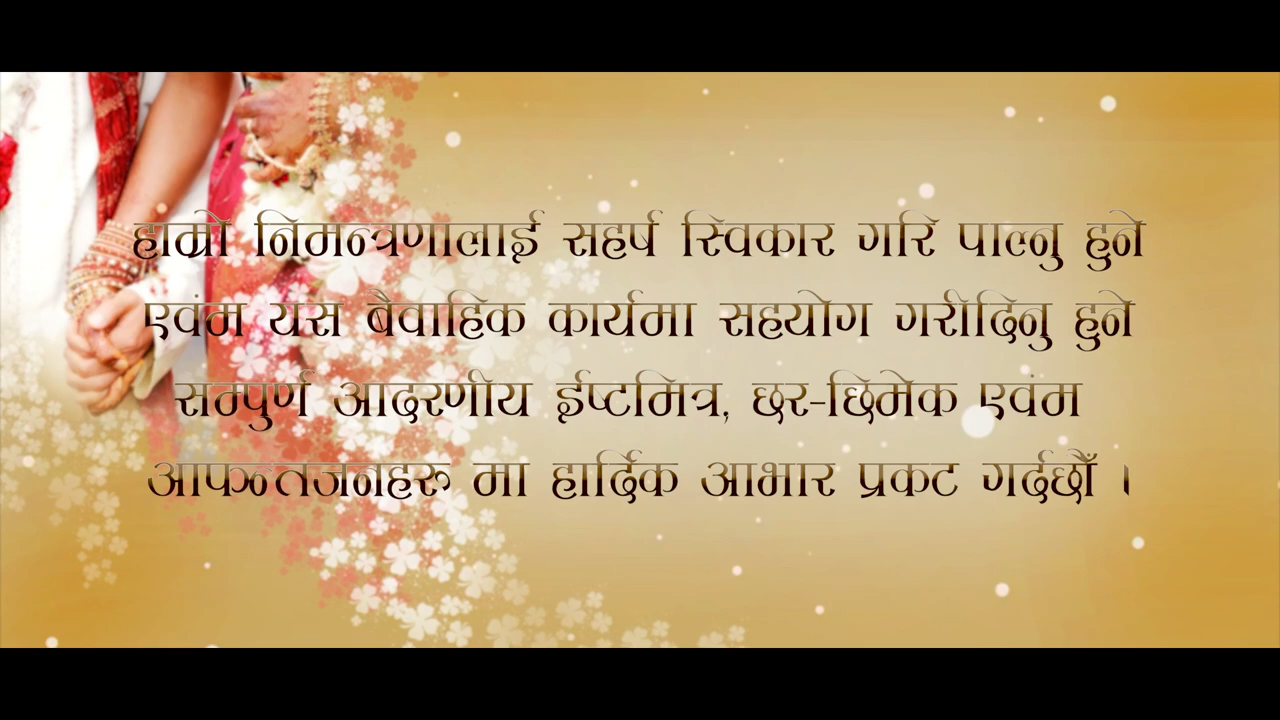 हाम्रो निमन्त्रणालाई सहर्ष स्विकार गरि पाल्नु हुने
एवंम यस बैवाहिक कार्यमा सहयोग गरीदिनु हुने
सम्पुर्ण आदरणीय ईष्टमित्र, छर-छिमेक एवंम
आफन्तजनहरु मा हार्दिक आभार प्रकट गर्दछौँ ।